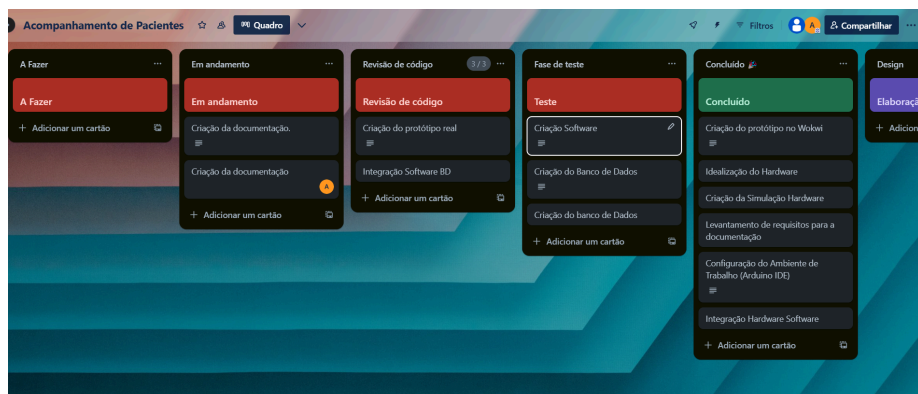 Acompanhamento de Pacientes
Quadro
Filtros
A
Compartilhar
A Fazer
A Fazer
Adicionar um cartão
Em andamento
Em andamento
Criação da documentação.
Criação da documentação
A
Adicionar um cartão
Revisão de código
3 / 3
Revisão de código
Criação do protótipo real
Integração Software BD
Adicionar um cartão
Fase de teste
Teste
Criação Software
Criação do Banco de Dados
Criação do banco de Dados
Adicionar um cartão
Concluído 🎉
Concluído
Criação do protótipo no Wokwi
Idealização do Hardware
Criação da Simulação Hardware
Levantamento de requisitos para a
documentação
Configuração do Ambiente de
Trabalho (Arduino IDE)
Integração Hardware Software
Adicionar um cartão
Design
Elaboraçã
Adicion